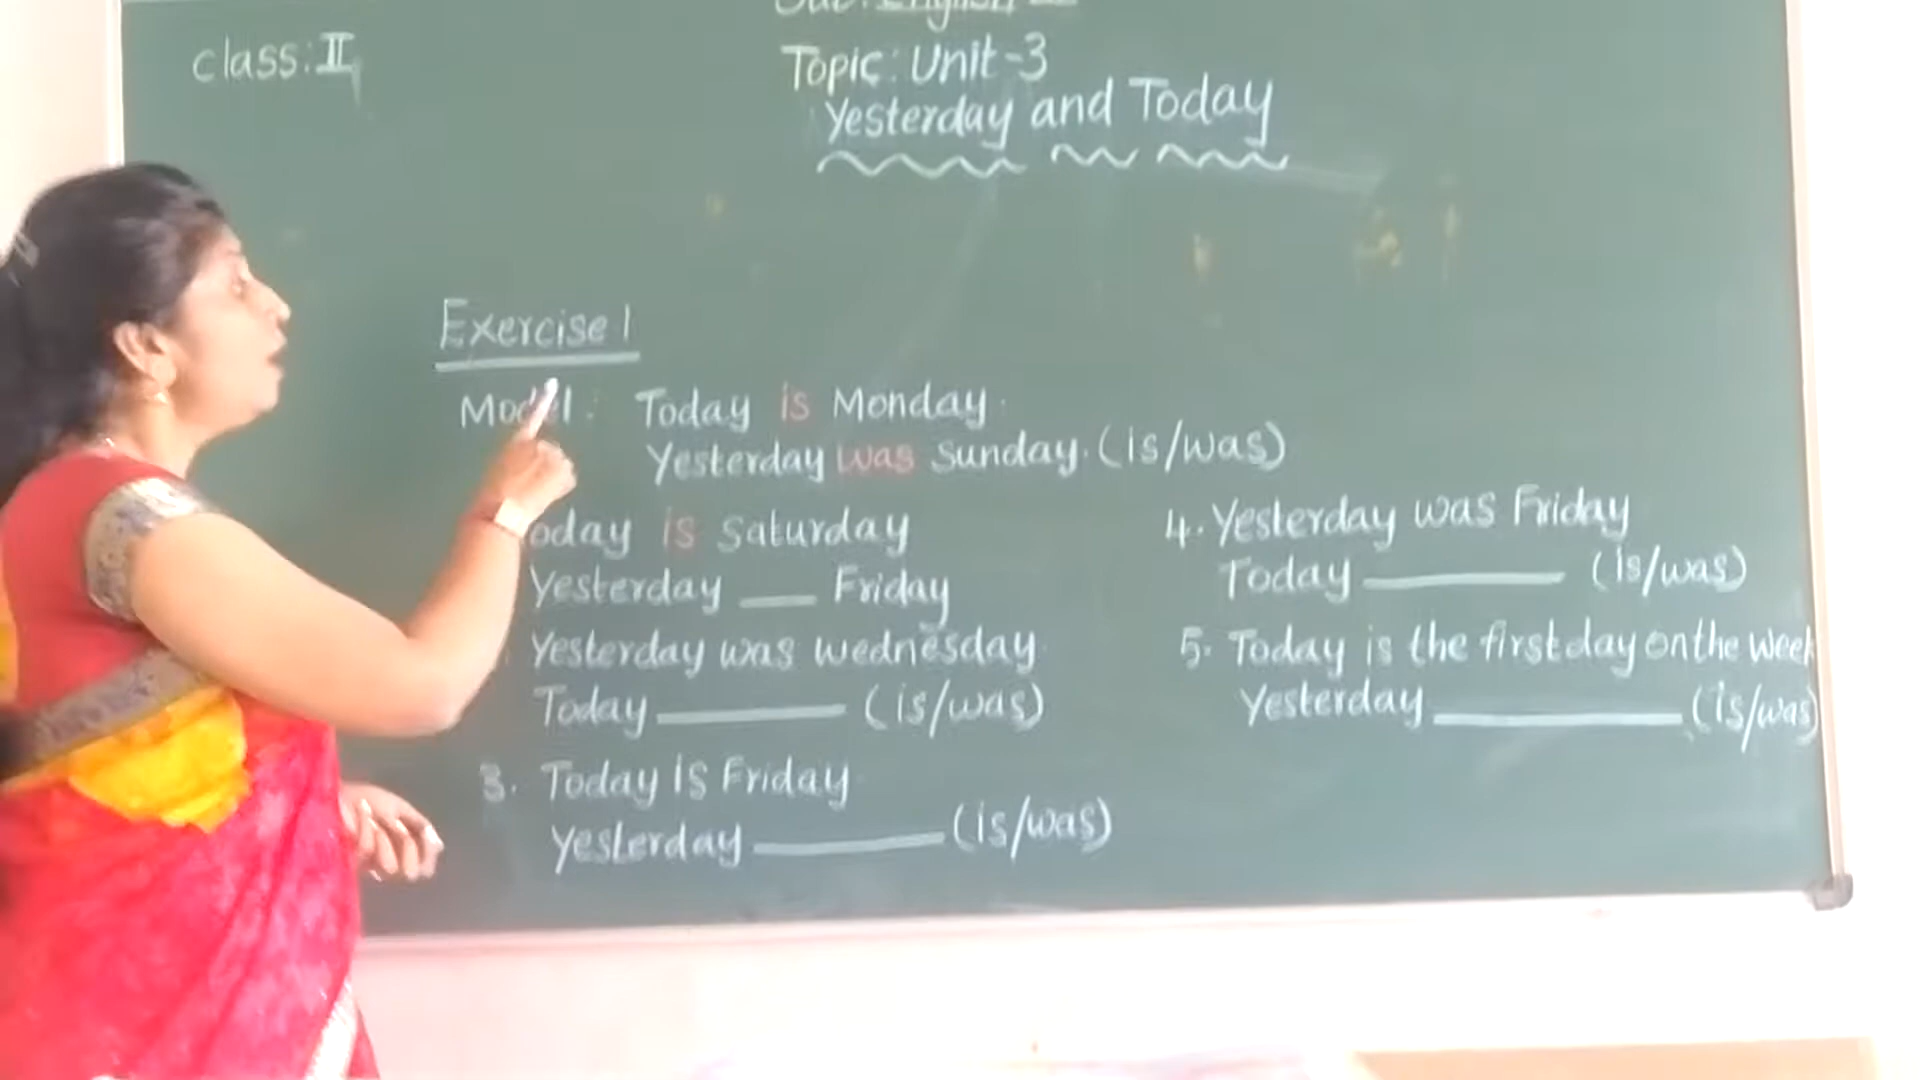 class: II
Sub: English
Topic: Unit-3
Yesterday and Today
Exercise 1
Model: Today is Monday.
Yesterday was Sunday. (is/was)
oday is Saturday
Yesterday ___ Friday
Yesterday was wednesday.
Today ______ (is/was)
3. Today is Friday
Yesterday ______ (is/was)
4. Yesterday was Friday
Today ______ (is/was)
5. Today is the first day on the week
Yesterday ______ (is/was)